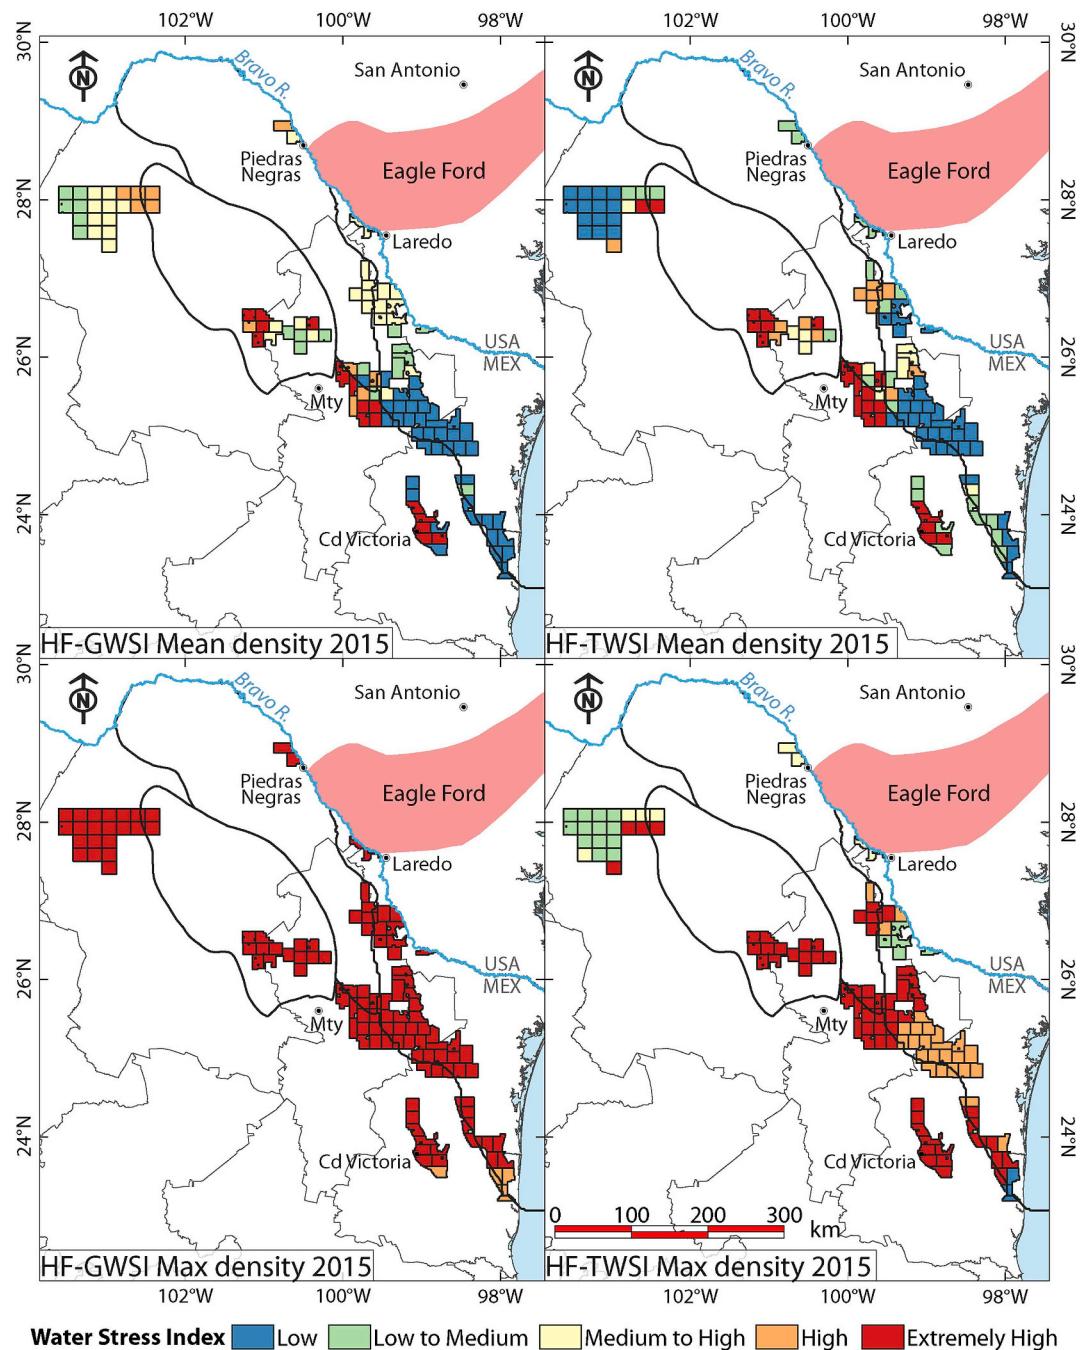 102°W 100°W 98°W 102°W 100°W 98°W
30°N 30°N
Bravo R. San Antonio Bravo R. San Antonio
Piedras Negras Eagle Ford Piedras Negras Eagle Ford
28°N 28°N
Laredo Laredo
USA USA
26°N MEX MEX 26°N
Mty Mty
24°N 24°N
Cd Victoria Cd Victoria
HF-GWSI Mean density 2015 HF-TWSI Mean density 2015
30°N 30°N
Bravo R. San Antonio Bravo R. San Antonio
Piedras Negras Eagle Ford Piedras Negras Eagle Ford
28°N 28°N
Laredo Laredo
USA USA
26°N MEX MEX 26°N
Mty Mty
24°N 24°N
Cd Victoria Cd Victoria
0 100 200 300 km
HF-GWSI Max density 2015 HF-TWSI Max density 2015
102°W 100°W 98°W 102°W 100°W 98°W
Water Stress Index Low Low to Medium Medium to High High Extremely High
N
N
N
N